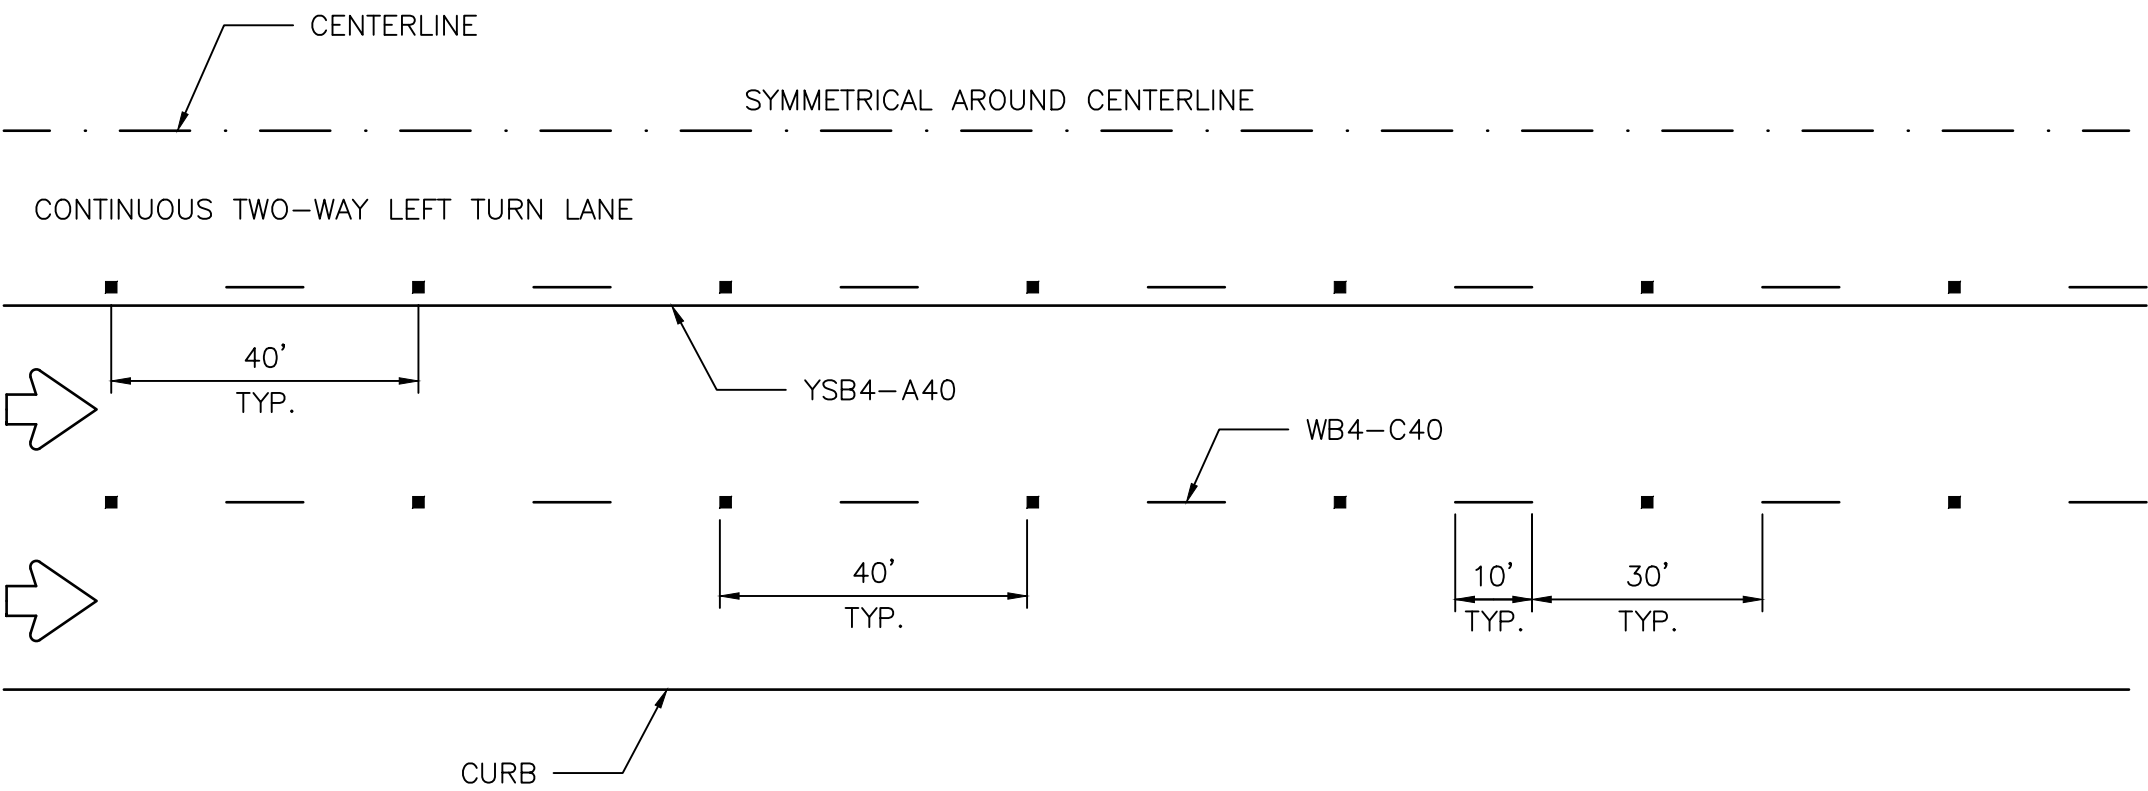 CENTERLINE
SYMMETRICAL AROUND CENTERLINE
CONTINUOUS TWO-WAY LEFT TURN LANE
40'
TYP.
YSB4-A40
WB4-C40
40'
TYP.
10'
TYP.
30'
TYP.
CURB